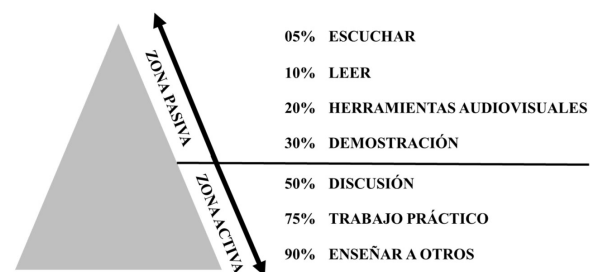 05% ESCUCHAR
10% LEER
20% HERRAMIENTAS AUDIOVISUALES
30% DEMOSTRACIÓN
50% DISCUSIÓN
75% TRABAJO PRÁCTICO
90% ENSEÑAR A OTROS
ZONA PASIVA
ZONA ACTIVA